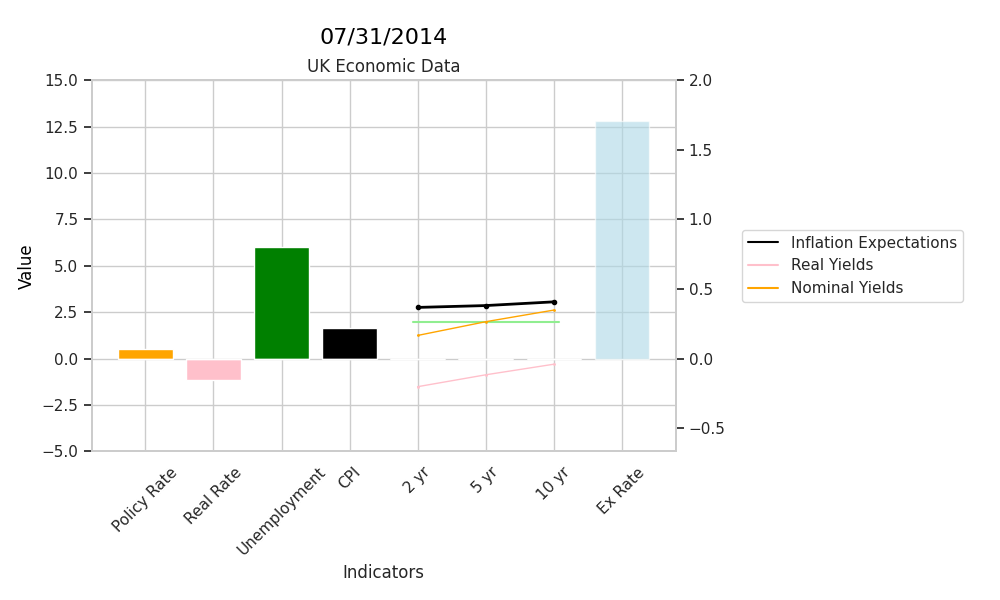 07/31/2014
UK Economic Data
15.0
12.5
10.0
7.5
5.0
2.5
0.0
−2.5
−5.0
Value
2.0
1.5
1.0
0.5
0.0
−0.5
Inflation Expectations
Real Yields
Nominal Yields
Policy Rate
Real Rate
Unemployment
CPI
2 yr
5 yr
10 yr
Ex Rate
Indicators